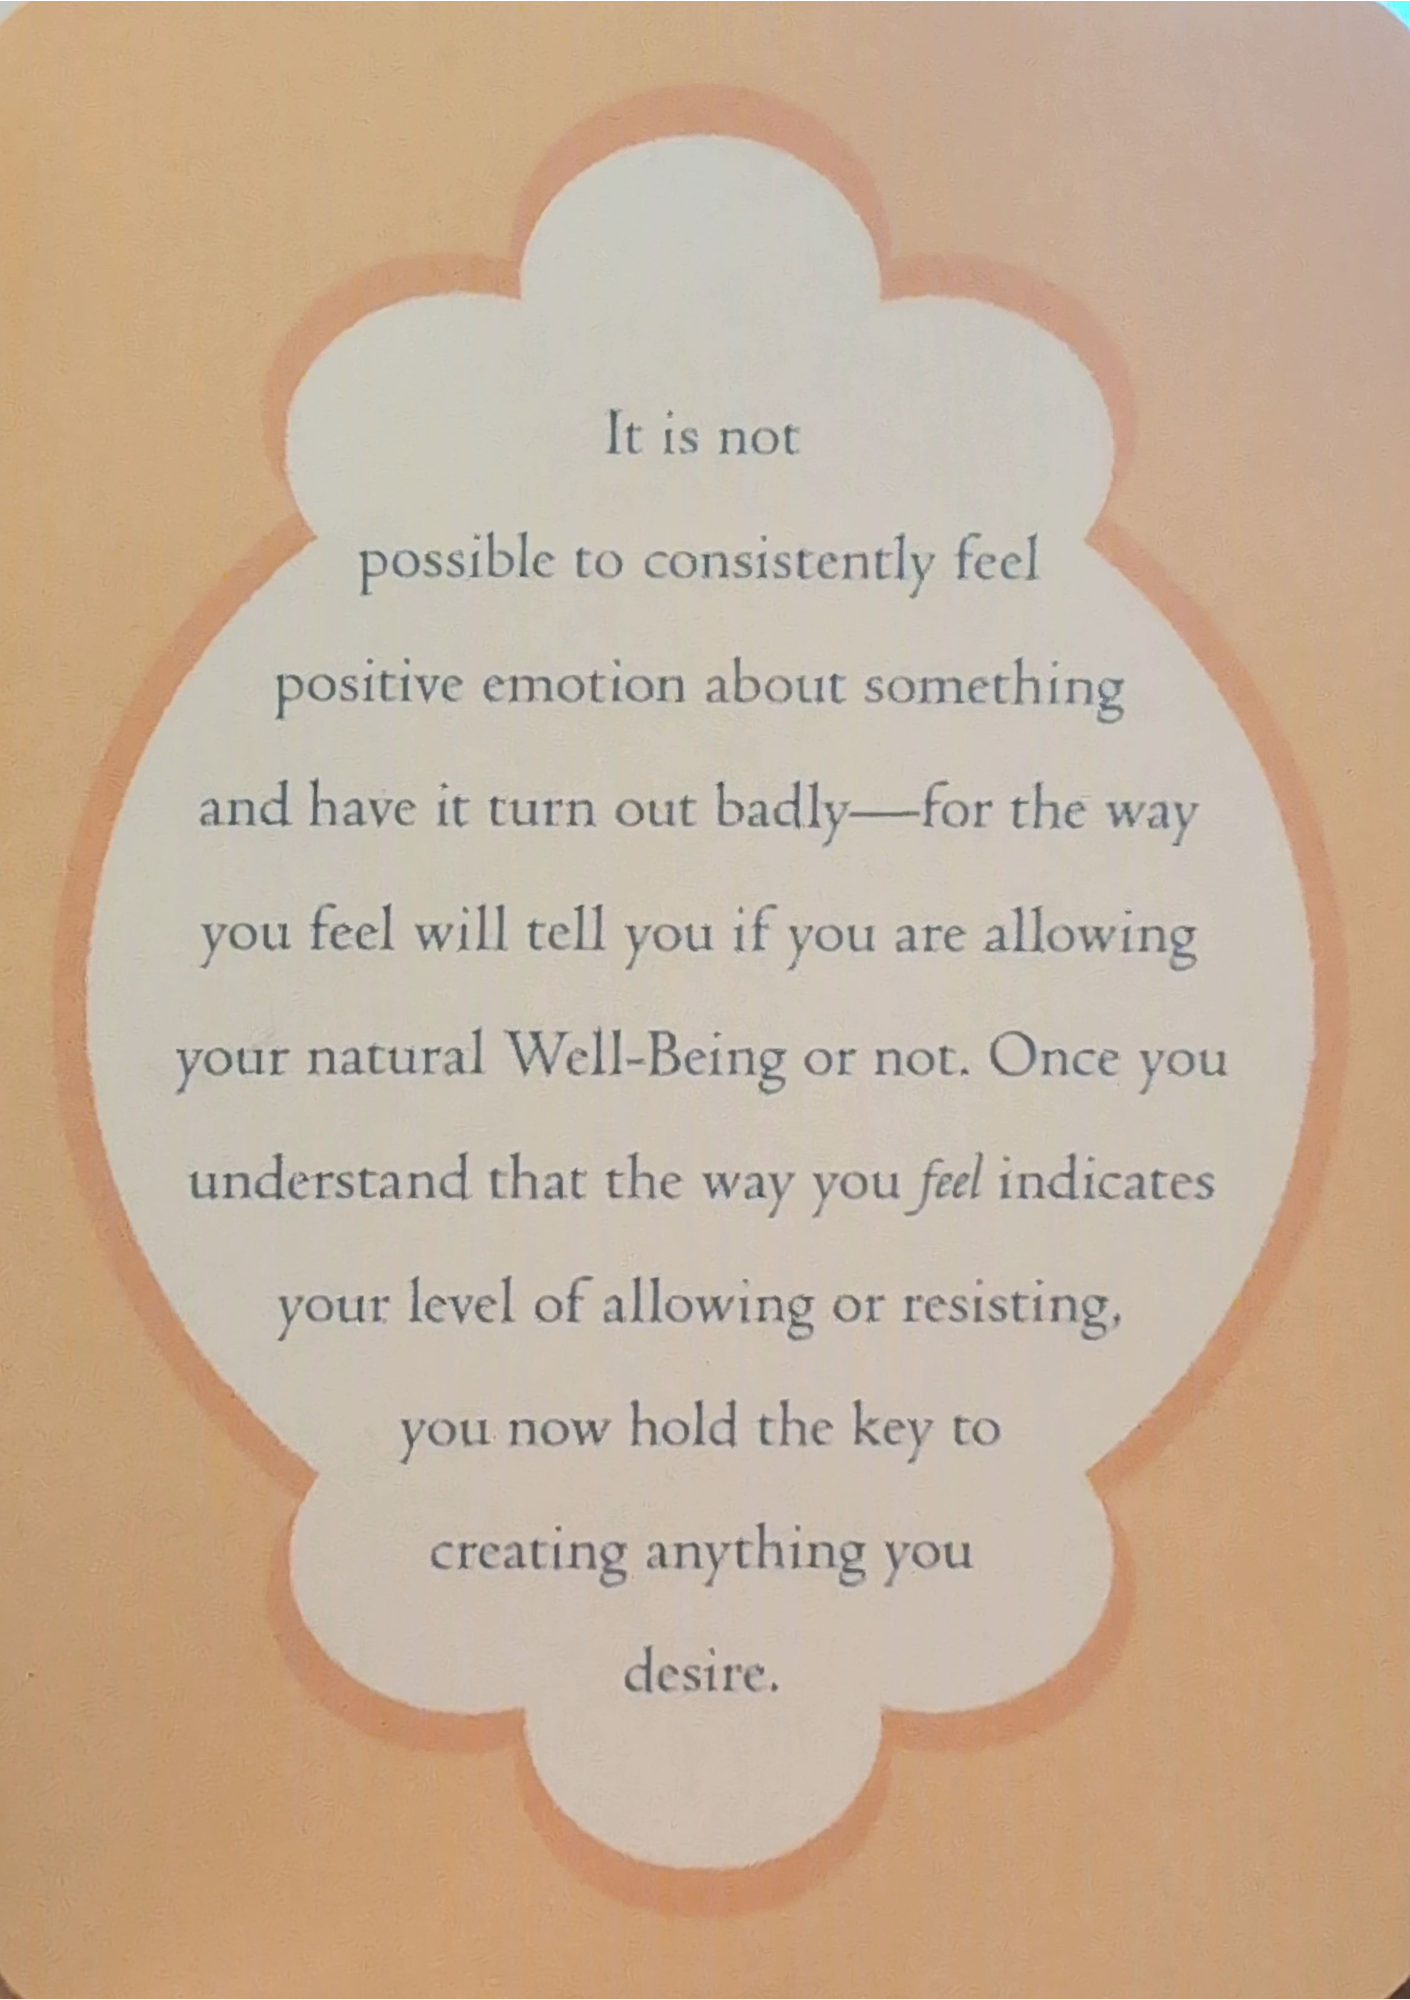 It is not
possible to consistently feel
positive emotion about something
and have it turn out badly—for the way
you feel will tell you if you are allowing
your natural Well-Being or not. Once you
understand that the way you feel indicates
your level of allowing or resisting,
you now hold the key to
creating anything you
desire.